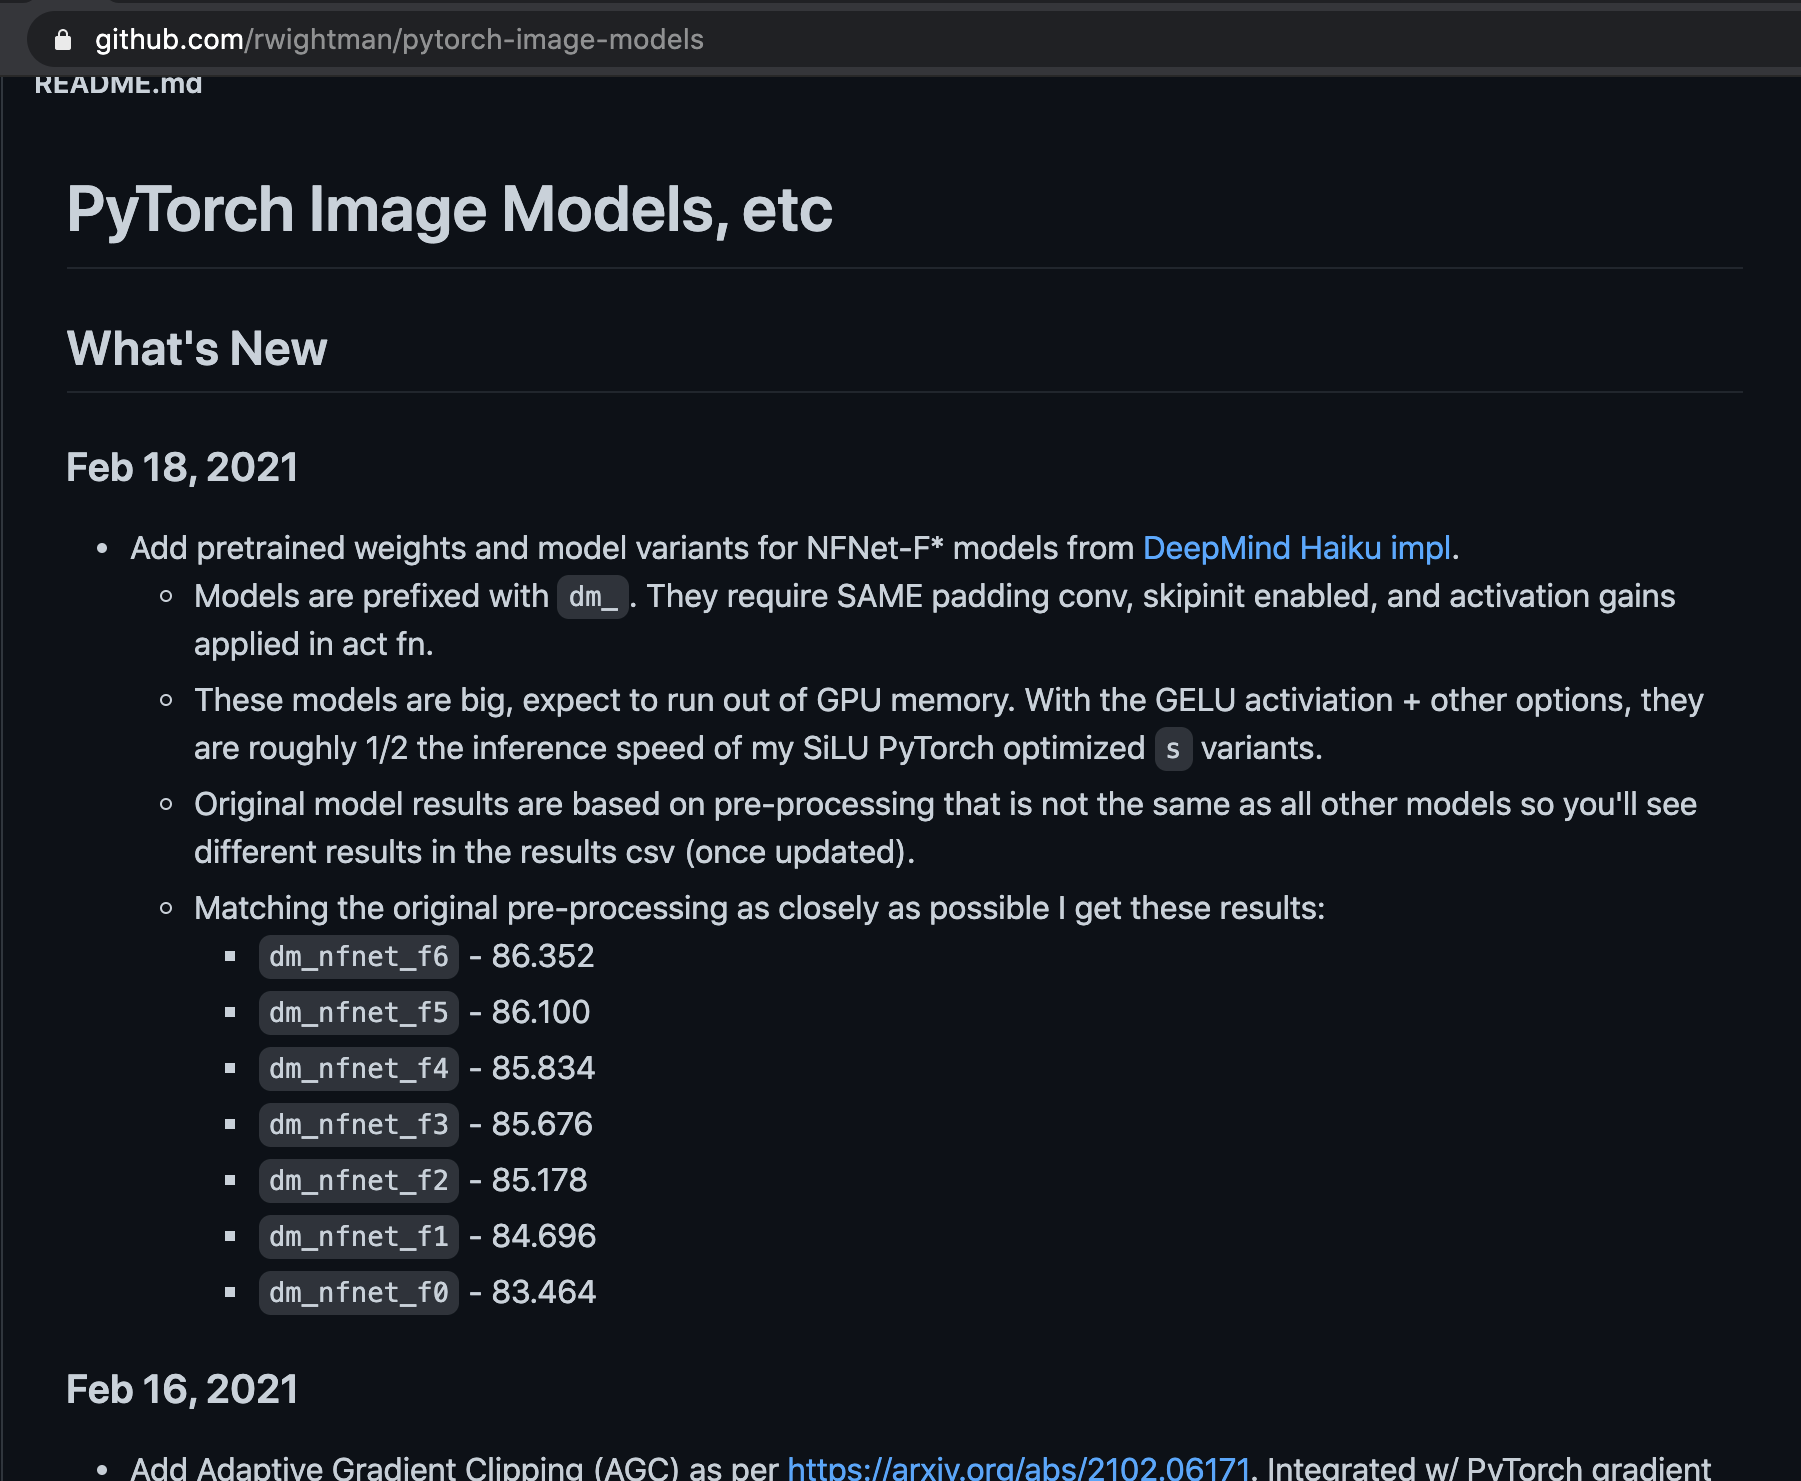 github.com/rwightman/pytorch-image-models
README.md
PyTorch Image Models, etc
What's New
Feb 18, 2021
• Add pretrained weights and model variants for NFNet-F* models from DeepMind Haiku impl.
○ Models are prefixed with dm_. They require SAME padding conv, skipinit enabled, and activation gains
applied in act fn.
○ These models are big, expect to run out of GPU memory. With the GELU activiation + other options, they
are roughly 1/2 the inference speed of my SiLU PyTorch optimized s variants.
○ Original model results are based on pre-processing that is not the same as all other models so you'll see
different results in the results csv (once updated).
○ Matching the original pre-processing as closely as possible I get these results:
▪ dm_nfnet_f6 - 86.352
▪ dm_nfnet_f5 - 86.100
▪ dm_nfnet_f4 - 85.834
▪ dm_nfnet_f3 - 85.676
▪ dm_nfnet_f2 - 85.178
▪ dm_nfnet_f1 - 84.696
▪ dm_nfnet_f0 - 83.464
Feb 16, 2021
• Add Adaptive Gradient Clipping (AGC) as per https://arxiv.org/abs/2102.06171. Integrated w/ PyTorch gradient